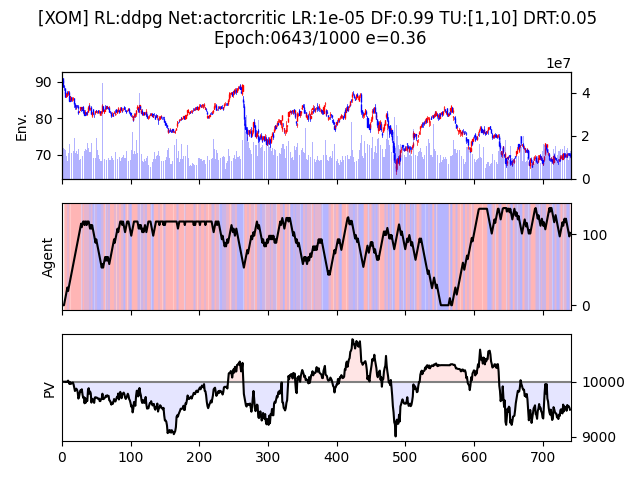 [XOM] RL:ddpg Net:actorcritic LR:1e-05 DF:0.99 TU:[1,10] DRT:0.05
Epoch:0643/1000 e=0.36
1e7
90
80
70
Env.
4
2
0
Agent
100
0
PV
10000
9000
0 100 200 300 400 500 600 700